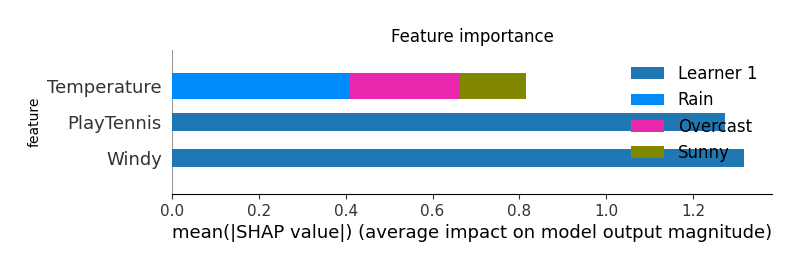 Feature importance
feature
Temperature
PlayTennis
Windy
Learner 1
Rain
Overcast
Sunny
0.0 0.2 0.4 0.6 0.8 1.0 1.2
mean(|SHAP value|) (average impact on model output magnitude)